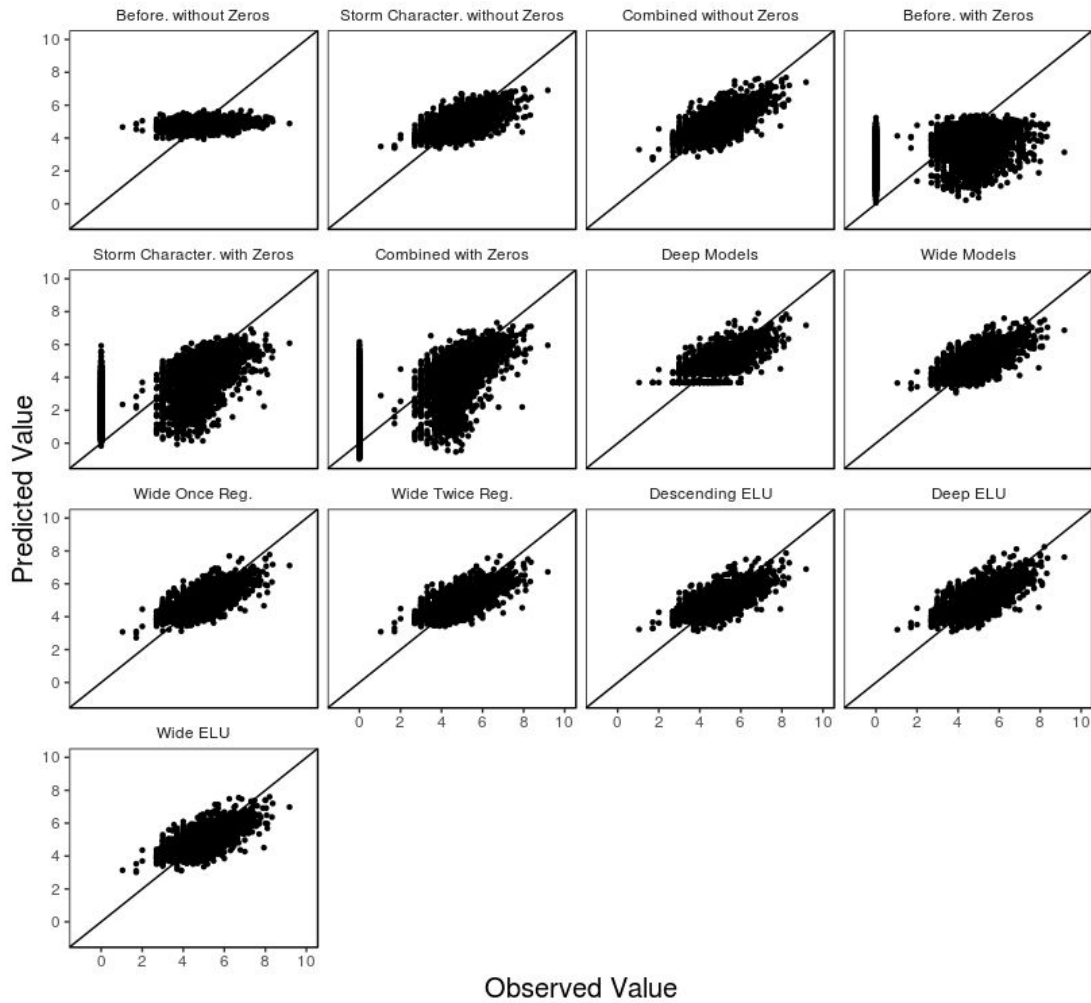 Before. without Zeros
Storm Character. without Zeros
Combined without Zeros
Before. with Zeros
10
8
6
4
2
0
Storm Character. with Zeros
Combined with Zeros
Deep Models
Wide Models
10
8
6
4
2
0
Wide Once Reg.
Wide Twice Reg.
Descending ELU
Deep ELU
10
8
6
4
2
0
0 2 4 6 8 10
0 2 4 6 8 10
0 2 4 6 8 10
Wide ELU
10
8
6
4
2
0
0 2 4 6 8 10
Predicted Value
Observed Value